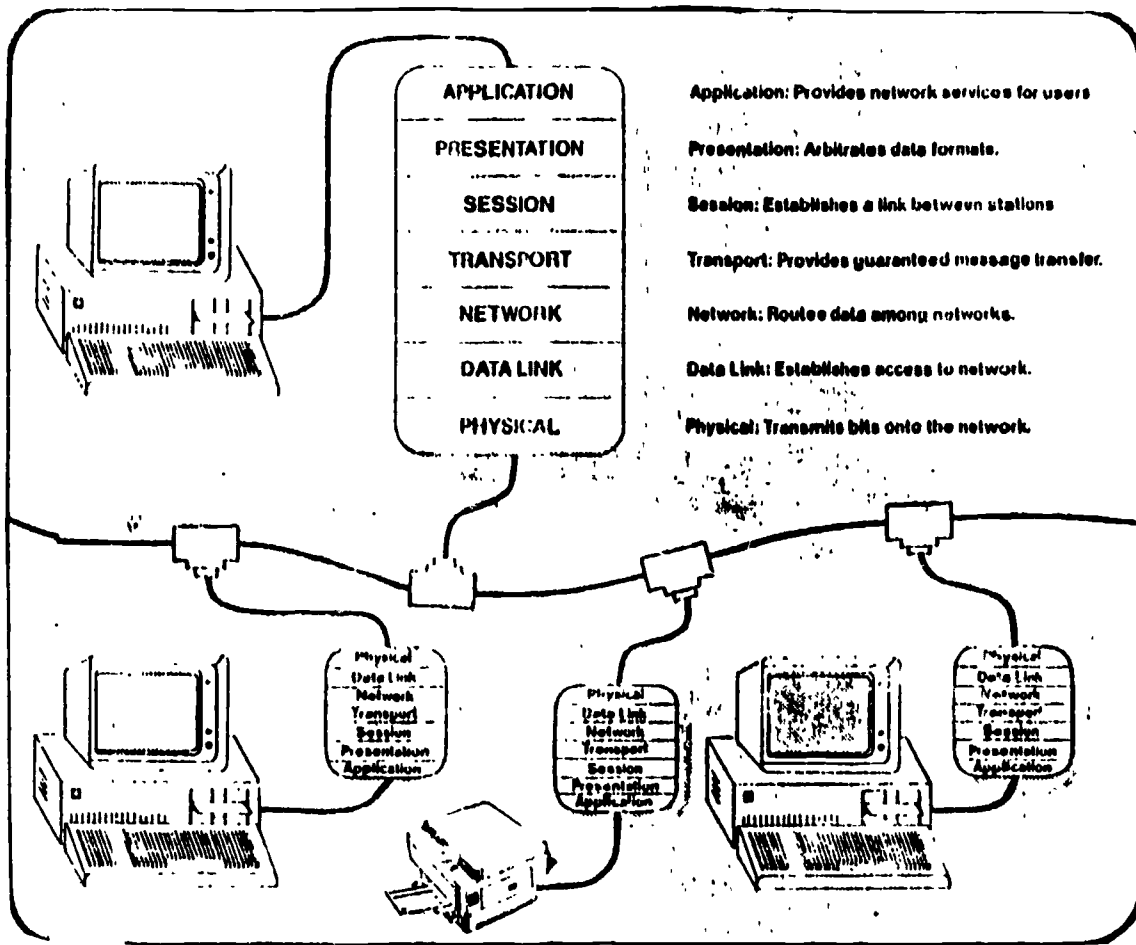 APPLICATION
PRESENTATION
SESSION
TRANSPORT
NETWORK
DATA LINK
PHYSICAL
Application: Provides network services for users
Presentation: Arbitrates data formats.
Session: Establishes a link between stations
Transport: Provides guaranteed message transfer.
Network: Routes data among networks.
Data Link: Establishes access to network.
Physical: Transmits bits onto the network.
Physical
Data Link
Network
Transport
Session
Presentation
Application
Physical
Data Link
Network
Transport
Session
Presentation
Application
Physical
Data Link
Network
Transport
Session
Presentation
Application